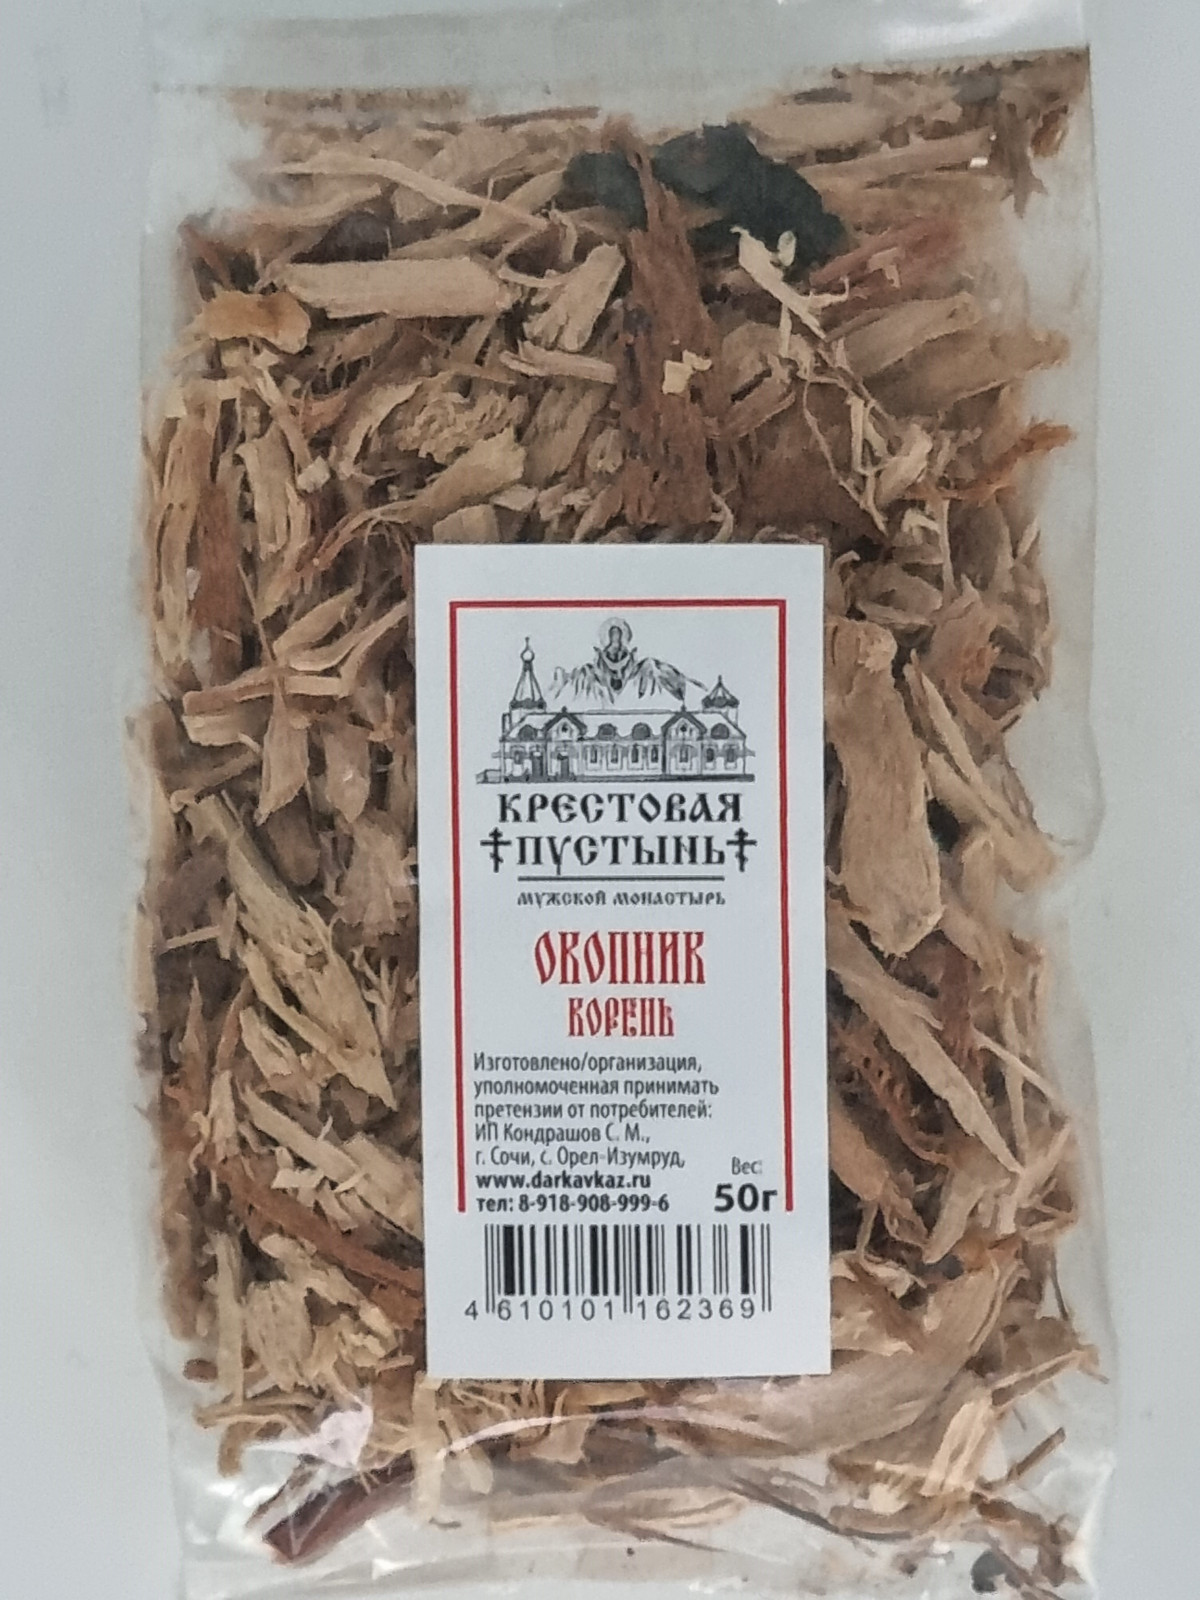 КРЕСТОВАЯ
ПУСТЫНЬ
МУЖСКОЙ МОНАСТЫРЬ
ОКОПНИК
КОРЕНЬ
Изготовлено/организация,
уполномоченная принимать
претензии от потребителей:
ИП Кондрашов С. М.,
г. Сочи, с. Орел-Изумруд,
www.darkavkaz.ru
тел: 8-918-908-999-6
Вес:
50г
4 610101 162369